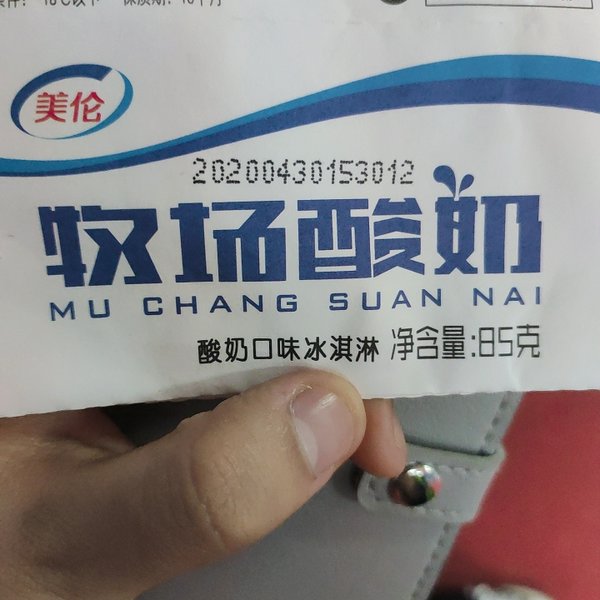 美伦
20200430153012
牧场酸奶
MU CHANG SUAN NAI
酸奶口味冰淇淋 净含量:85克